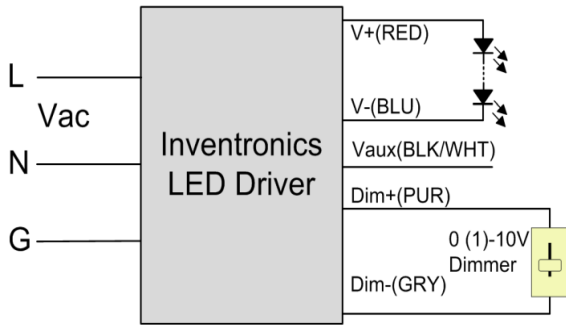 L
Vac
N
G
Inventronics
LED Driver
V+(RED)
V-(BLU)
Vaux(BLK/WHT)
Dim+(PUR)
0 (1)-10V
Dimmer
Dim-(GRY)